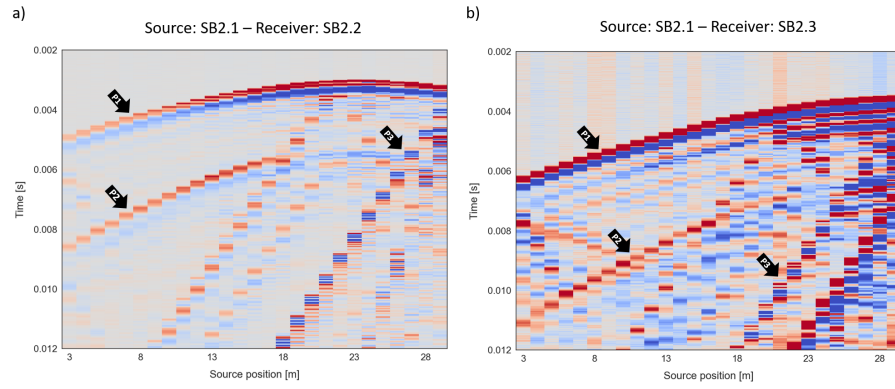 a)
Source: SB2.1 – Receiver: SB2.2
0.002
0.004
0.006
0.008
0.010
0.012
Time [s]
P1
P2
P3
3 8 13 18 23 28
Source position [m]
b)
Source: SB2.1 – Receiver: SB2.3
0.002
0.004
0.006
0.008
0.010
0.012
Time [s]
P1
P2
P3
3 8 13 18 23 28
Source position [m]